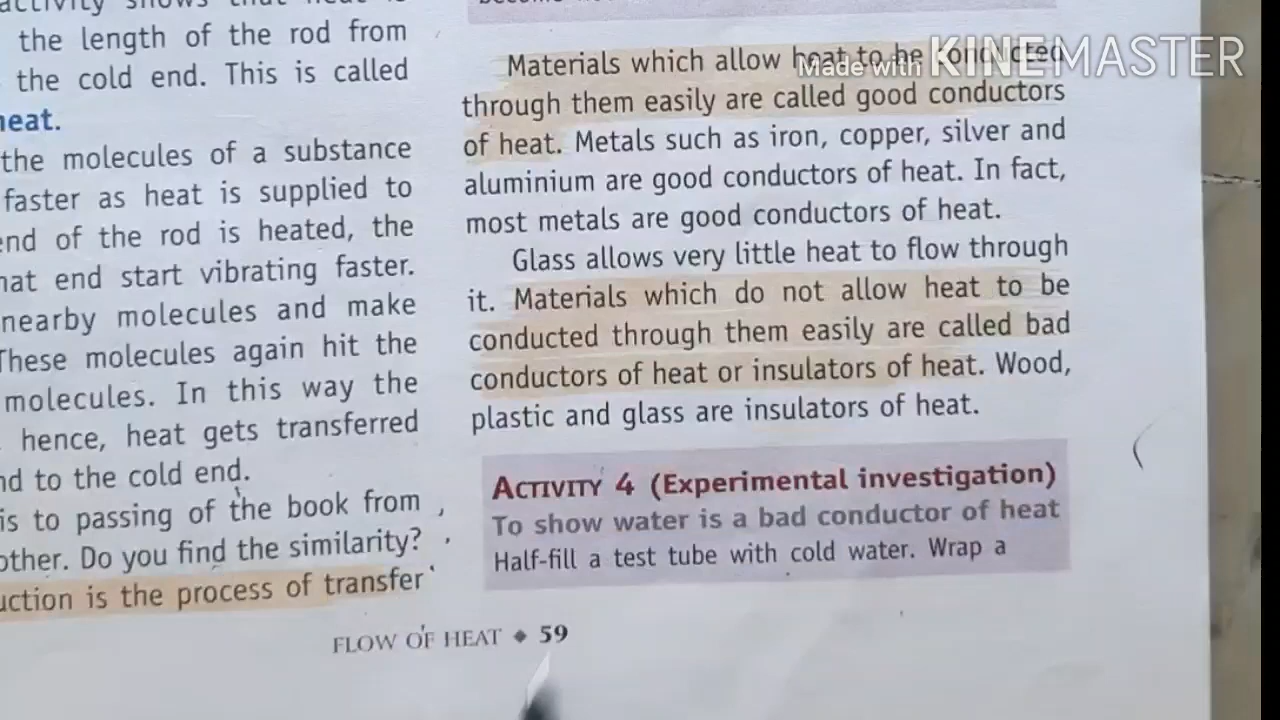 the length of the rod from
the cold end. This is called
heat.
the molecules of a substance
faster as heat is supplied to
end of the rod is heated, the
that end start vibrating faster.
nearby molecules and make
These molecules again hit the
molecules. In this way the
hence, heat gets transferred
to the cold end.
is to passing of the book from
other. Do you find the similarity?
is the process of transfer
Materials which allow heat to be conducted
through them easily are called good conductors
of heat. Metals such as iron, copper, silver and
aluminium are good conductors of heat. In fact,
most metals are good conductors of heat.
Glass allows very little heat to flow through
it. Materials which do not allow heat to be
conducted through them easily are called bad
conductors of heat or insulators of heat. Wood,
plastic and glass are insulators of heat.
ACTIVITY 4 (Experimental investigation)
To show water is a bad conductor of heat
Half-fill a test tube with cold water. Wrap a
FLOW OF HEAT ◆ 59
Made with KINEMASTER